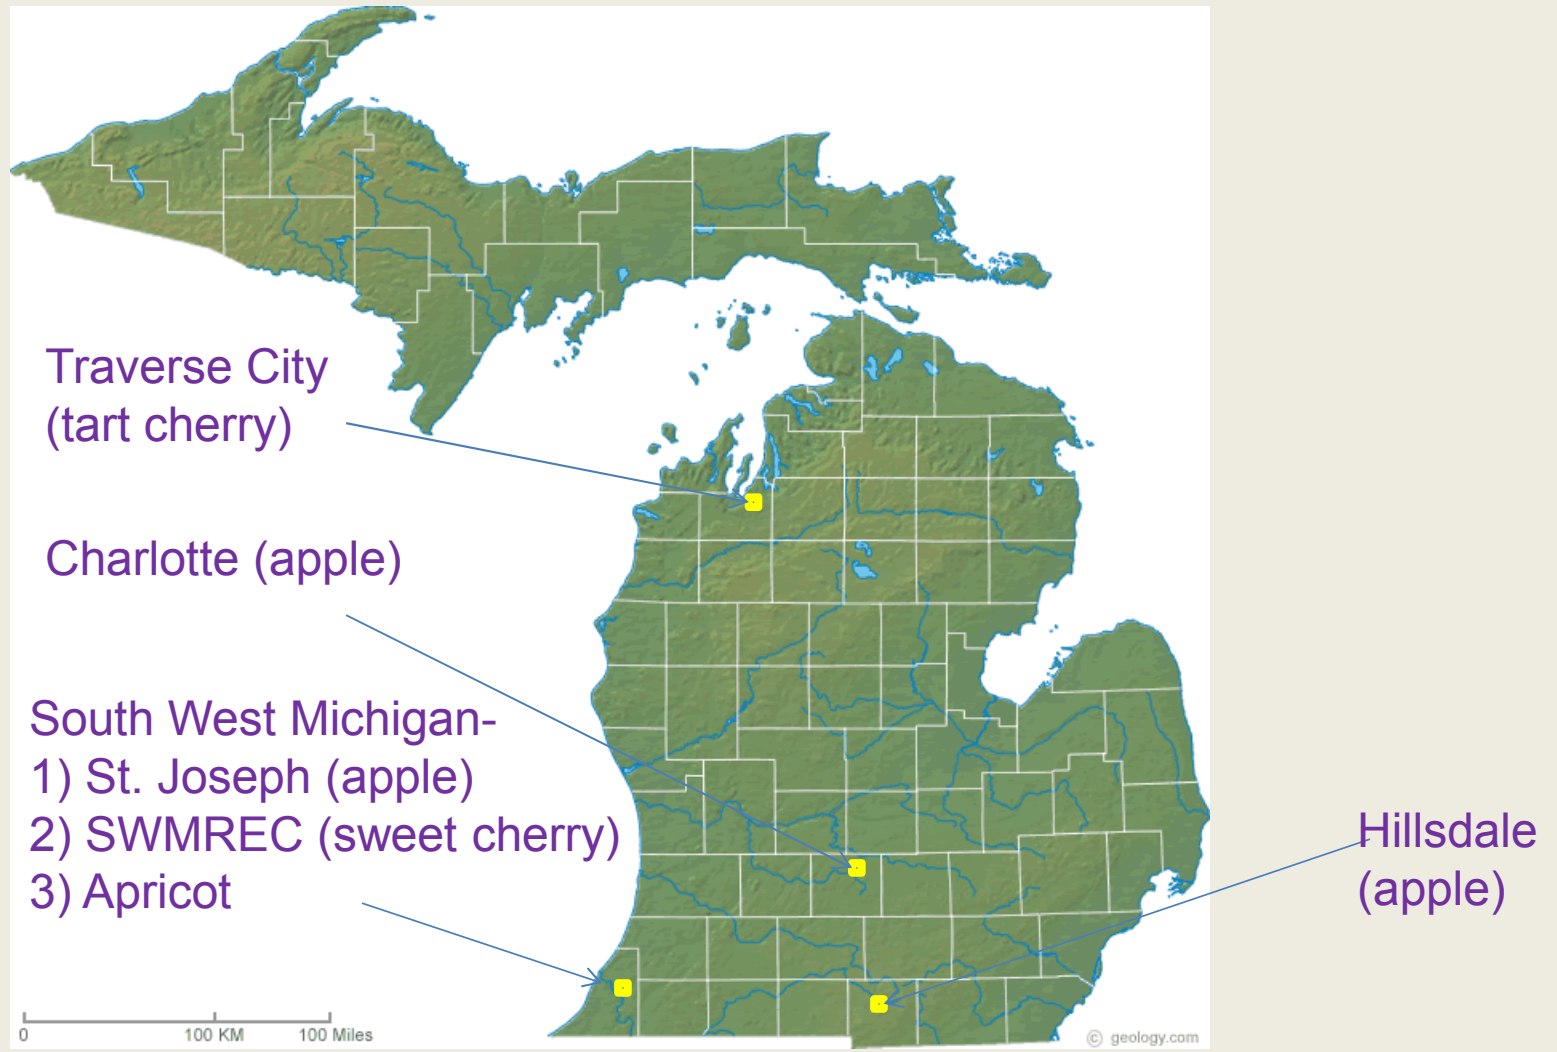 Traverse City
(tart cherry)
Charlotte (apple)
South West Michigan-
1) St. Joseph (apple)
2) SWMREC (sweet cherry)
3) Apricot
Hillsdale
(apple)
0 100 KM 100 Miles
© geology.com